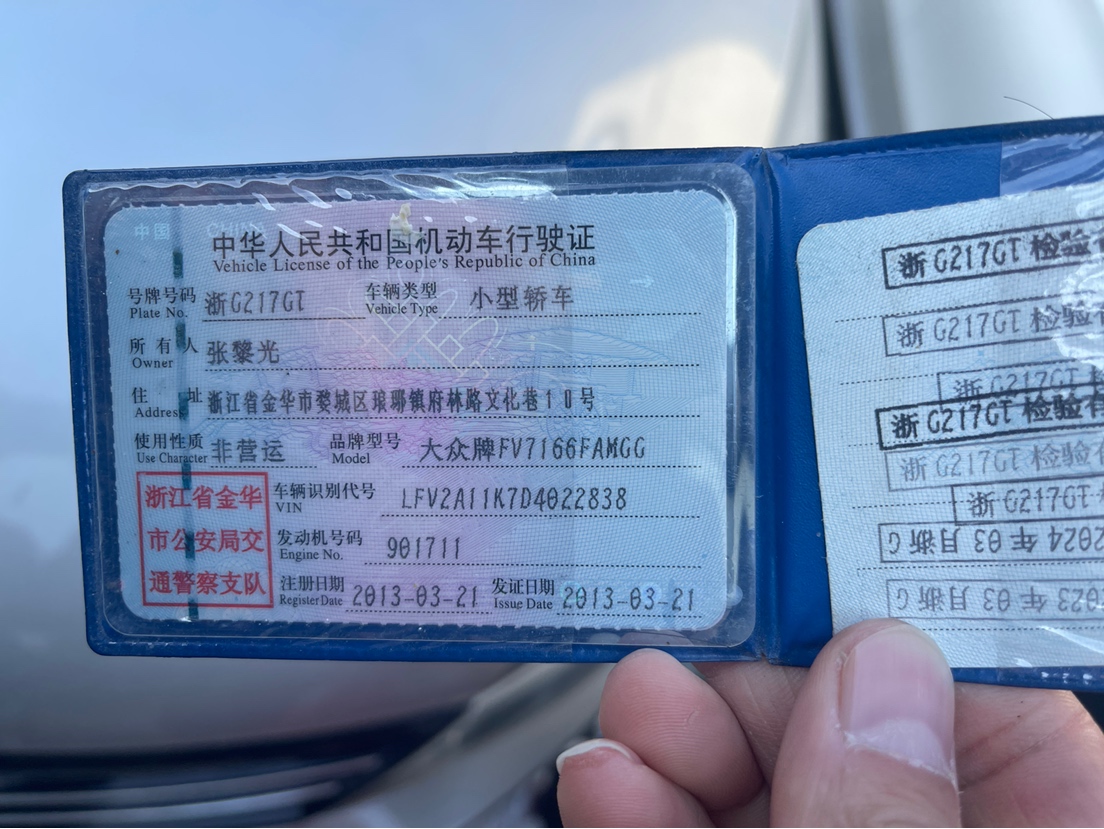 中国 CHINA
中华人民共和国机动车行驶证
Vehicle License of the People's Republic of China
号牌号码 浙G217GT 车辆类型 小型轿车
Plate No. Vehicle Type
所有人 张黎光
Owner
住址 浙江省金华市婺城区琅琊镇府林路文化巷10号
Address
使用性质 非营运 品牌型号 大众牌FV7166FAMGG
Use Character Model
浙江省金华
市公安局交
通警察支队
车辆识别代号 LFV2A11K7D4022838
VIN
发动机号码 901711
Engine No.
注册日期 2013-03-21 发证日期 2013-03-21
Register Date Issue Date
浙G217GT 检验
浙G217GT 检验
浙G217GT 检
浙G217GT 检验有
浙G217GT 检验
浙G217GT 检
2024年03月浙G
2023年03月浙G